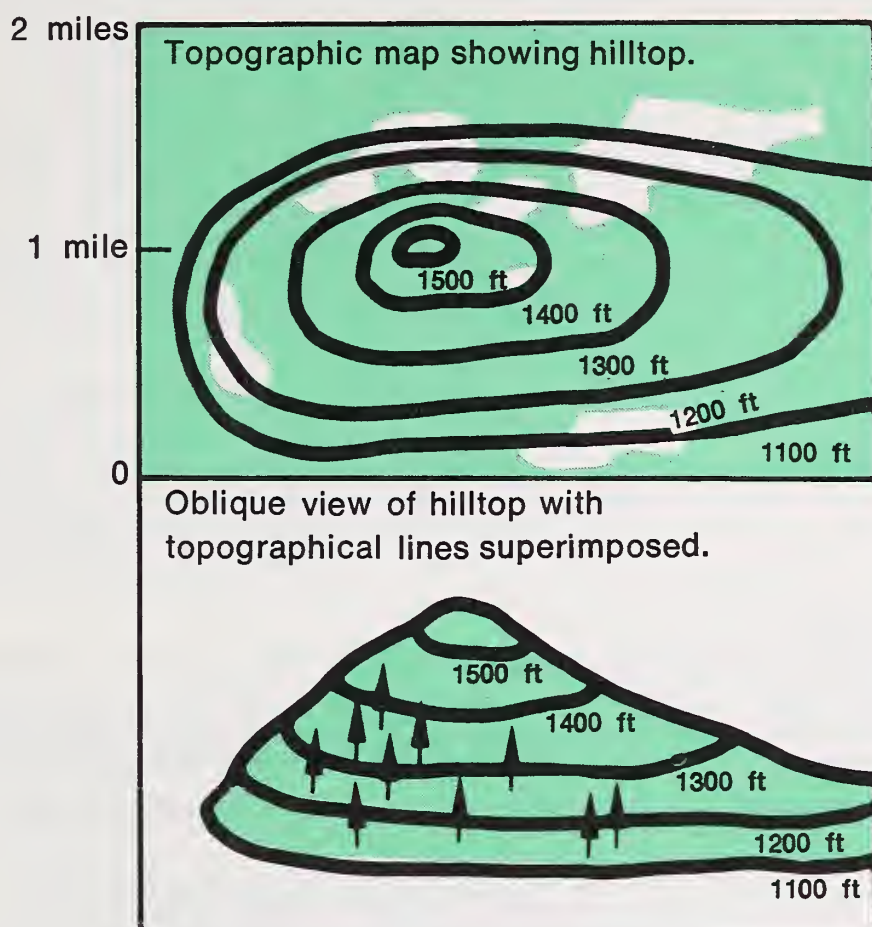 2 miles
Topographic map showing hilltop.
1 mile
1500 ft
1400 ft
1300 ft
1200 ft
1100 ft
0
Oblique view of hilltop with
topographical lines superimposed.
1500 ft
1400 ft
1300 ft
1200 ft
1100 ft